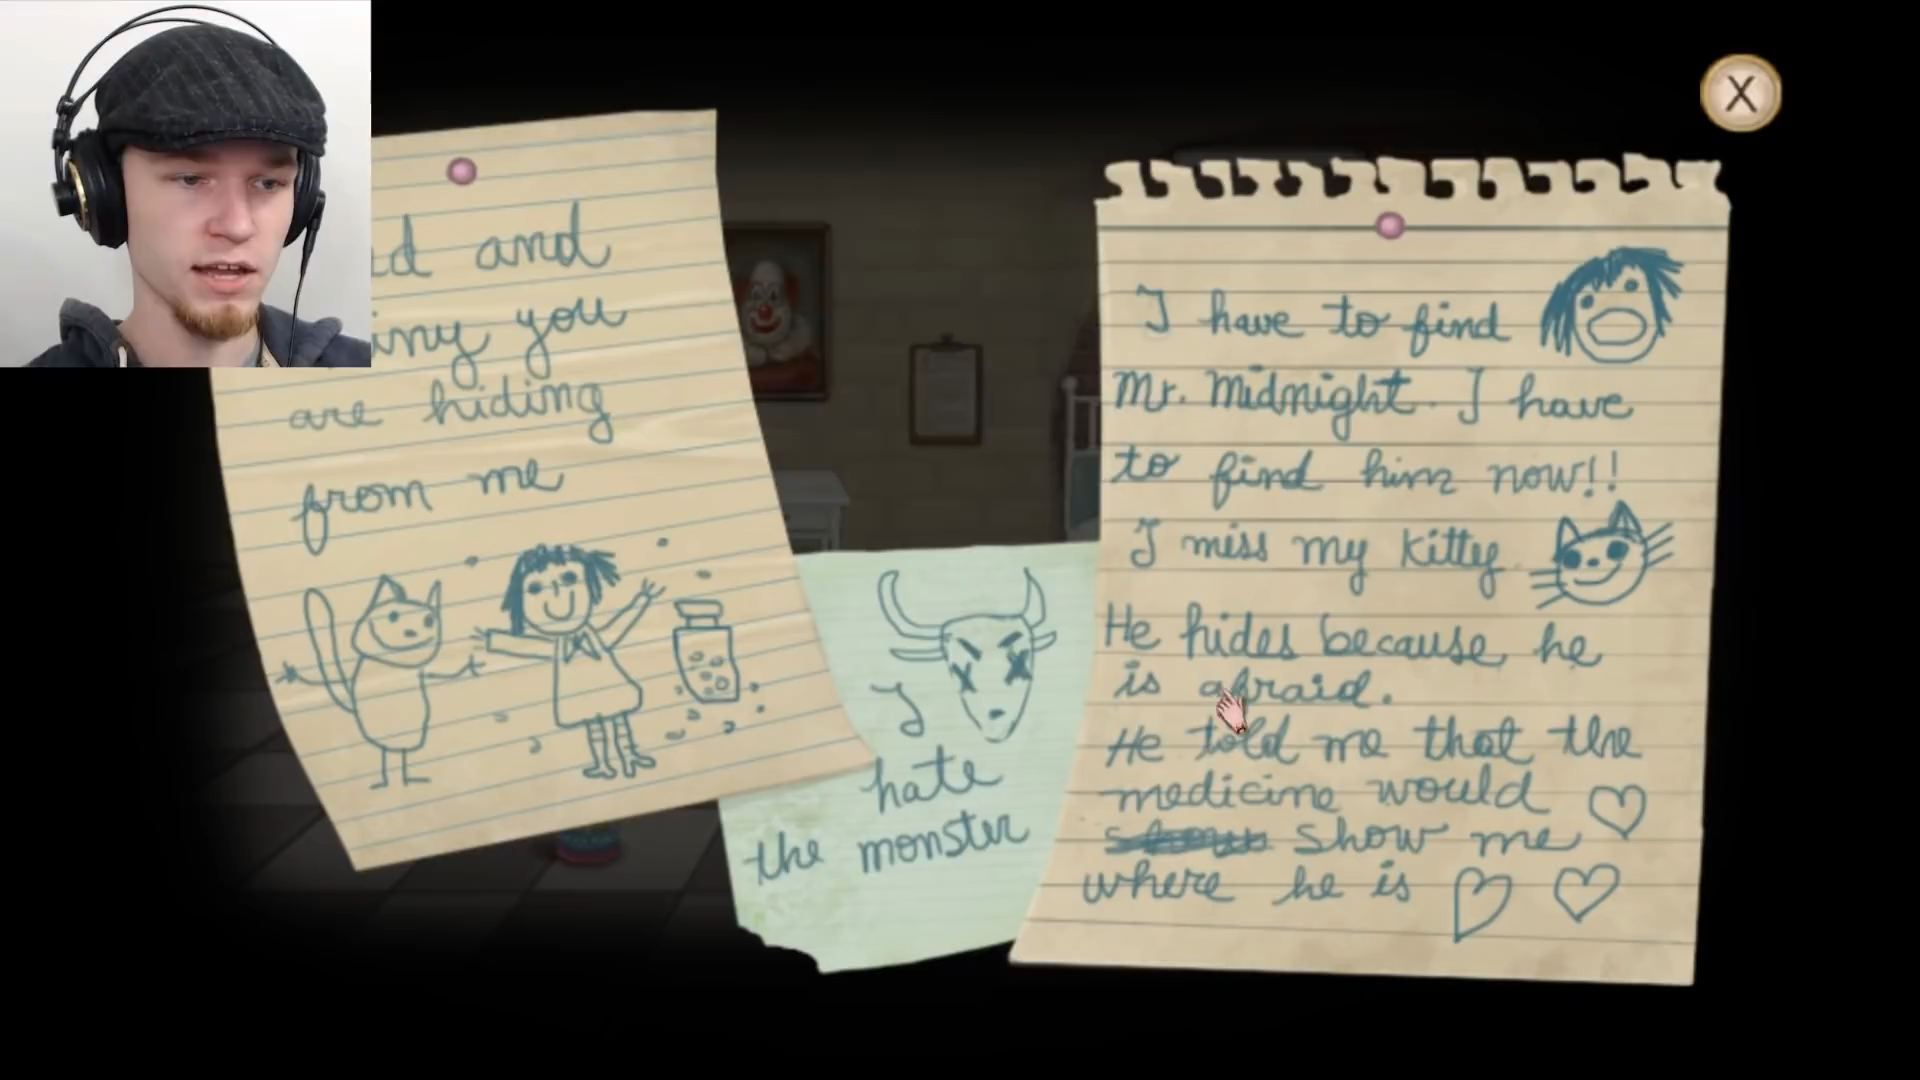 and
you
are hiding
from me
I
hate
the monster
I have to find
Mr. Midnight. I have
to find him now!!
I miss my Kitty
He hides because he
is afraid.
He told me that the
medicine would
show me
where he is
X